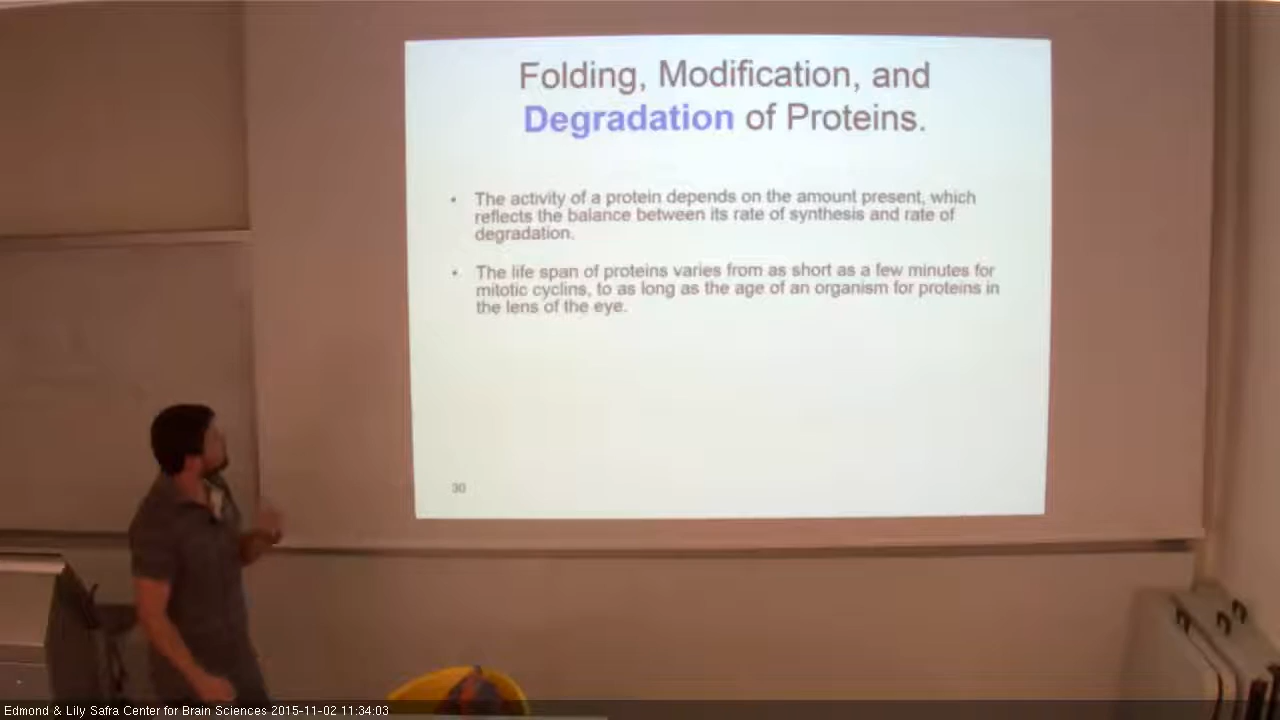 Folding, Modification, and
Degradation of Proteins.
• The activity of a protein depends on the amount present, which
reflects the balance between its rate of synthesis and rate of
degradation.
• The life span of proteins varies from as short as a few minutes for
mitotic cyclins, to as long as the age of an organism for proteins in
the lens of the eye.
30
Edmond & Lily Safra Center for Brain Sciences 2015-11-02 11:34:03